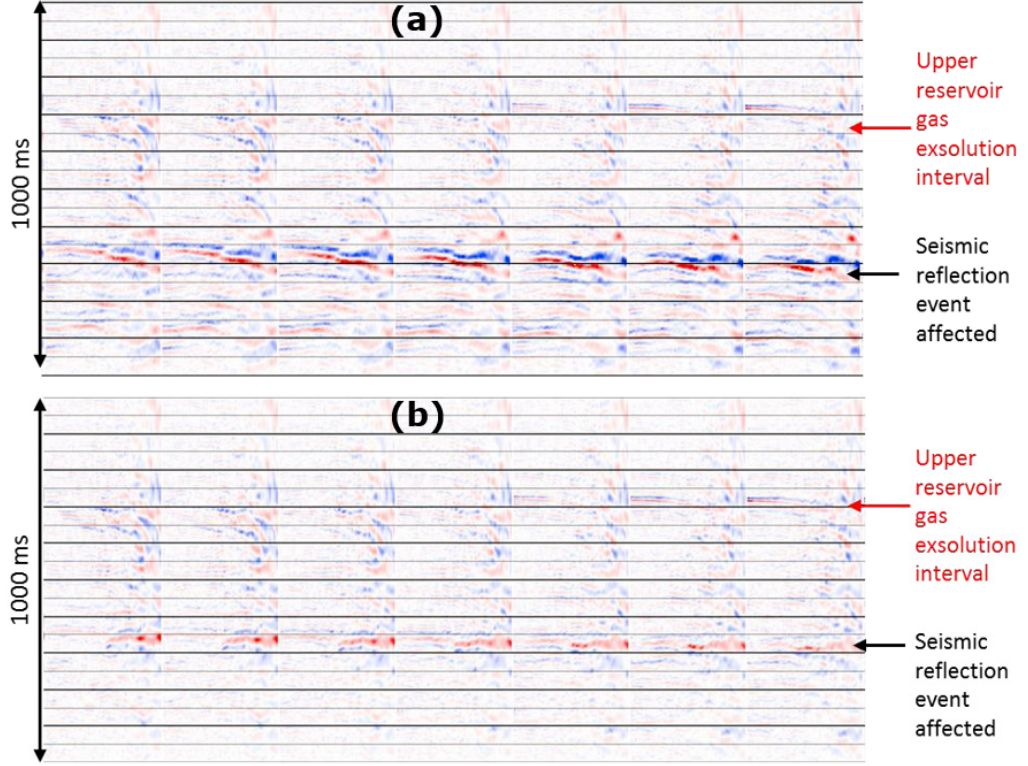 (a)
1000 ms
Upper
reservoir
gas
exsolution
interval
Seismic
reflection
event
affected
(b)
1000 ms
Upper
reservoir
gas
exsolution
interval
Seismic
reflection
event
affected